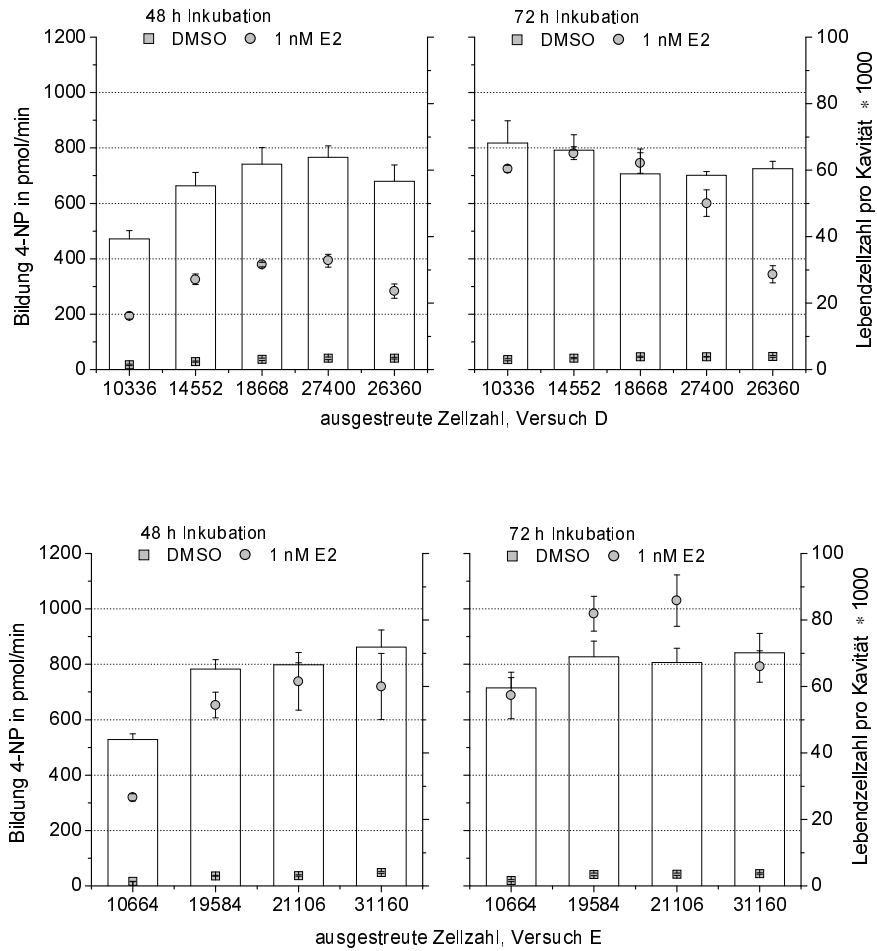 48 h Inkubation
DMSO 1 nM E2
72 h Inkubation
DMSO 1 nM E2
Bildung 4-NP in pmol/min
1200
1000
800
600
400
200
0
100
80
60
40
20
0
Lebendzellzahl pro Kavität * 1000
10336 14552 18668 27400 26360
10336 14552 18668 27400 26360
ausgestreute Zellzahl, Versuch D
48 h Inkubation
DMSO 1 nM E2
72 h Inkubation
DMSO 1 nM E2
Bildung 4-NP in pmol/min
1200
1000
800
600
400
200
0
100
80
60
40
20
0
Lebendzellzahl pro Kavität * 1000
10664 19584 21106 31160
10664 19584 21106 31160
ausgestreute Zellzahl, Versuch E